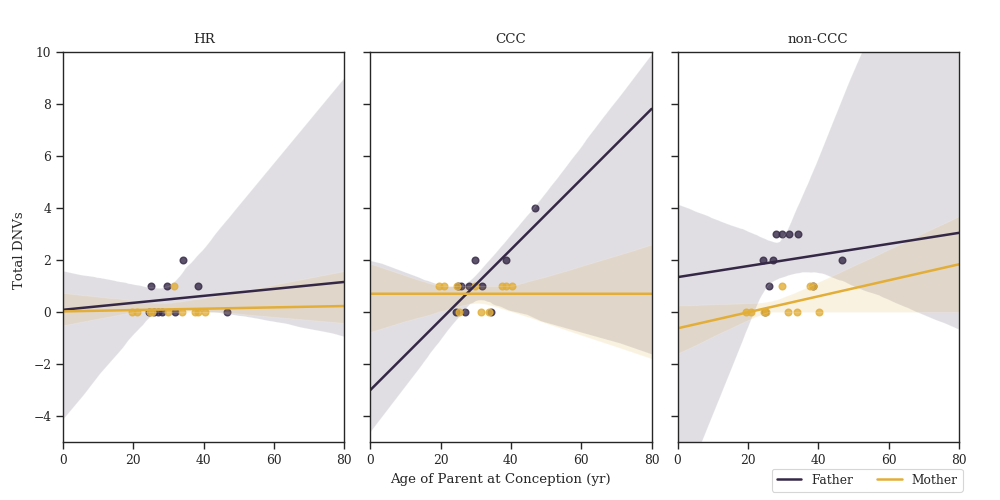 HR
CCC
non-CCC
10
8
6
4
2
0
−2
−4
Total DNVs
0 20 40 60 80
0 20 40 60 80
0 20 40 60 80
Age of Parent at Conception (yr)
Father
Mother